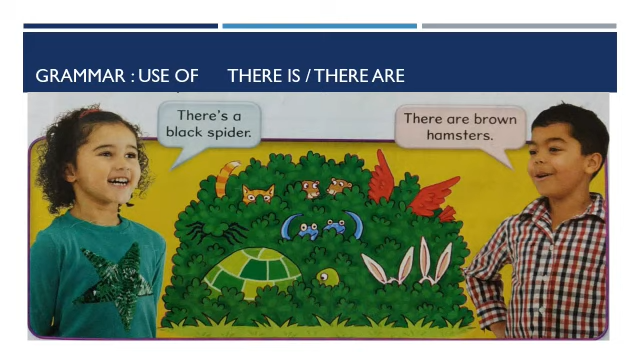 GRAMMAR : USE OF THERE IS / THERE ARE
There's a
black spider.
There are brown
hamsters.